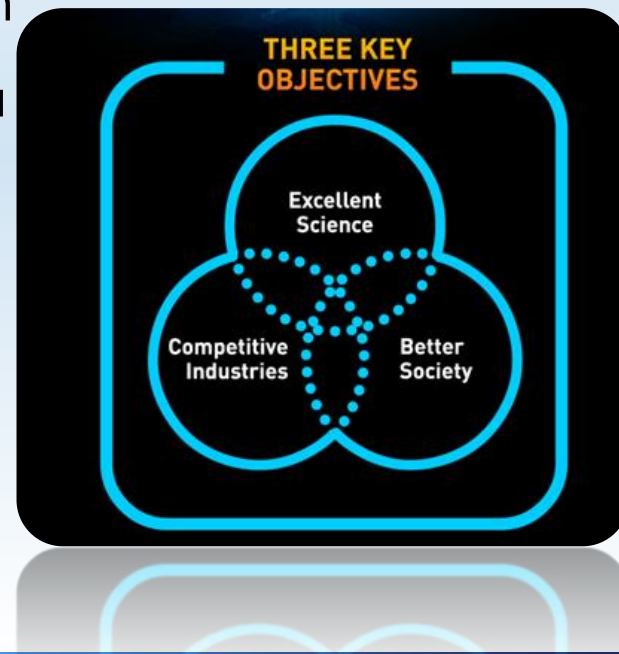 THREE KEY
OBJECTIVES
Excellent
Science
Competitive
Industries
Better
Society